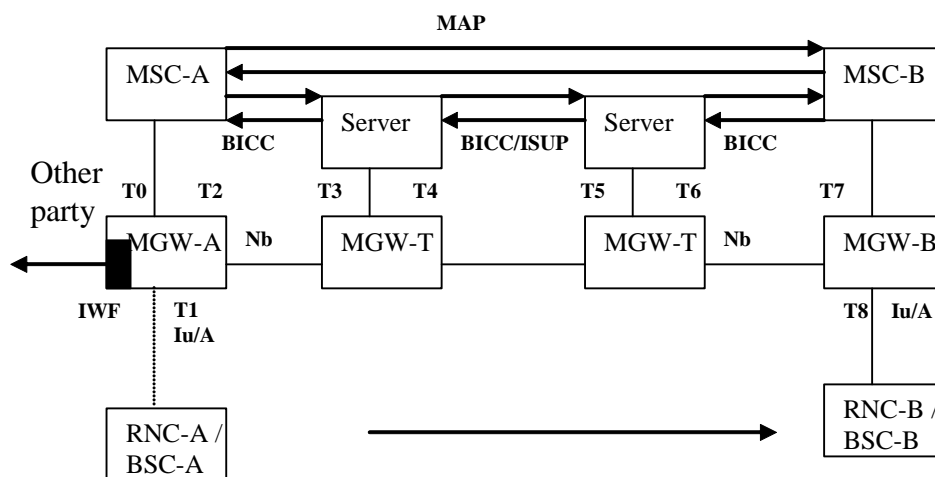 MAP
MSC-A
MSC-B
Server
Server
BICC
BICC/ISUP
BICC
Other
party
T0
T2
T3
T4
T5
T6
T7
MGW-A
Nb
MGW-T
MGW-T
Nb
MGW-B
IWF
T1
Iu/A
T8
Iu/A
RNC-A /
BSC-A
RNC-B /
BSC-B